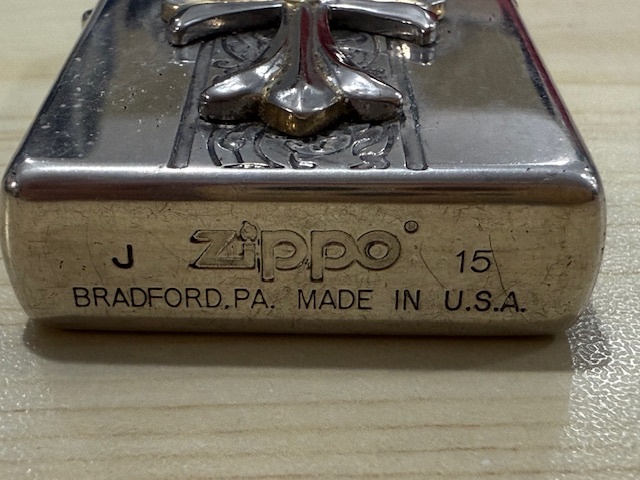 J Zippo® 15
BRADFORD,PA. MADE IN U.S.A.